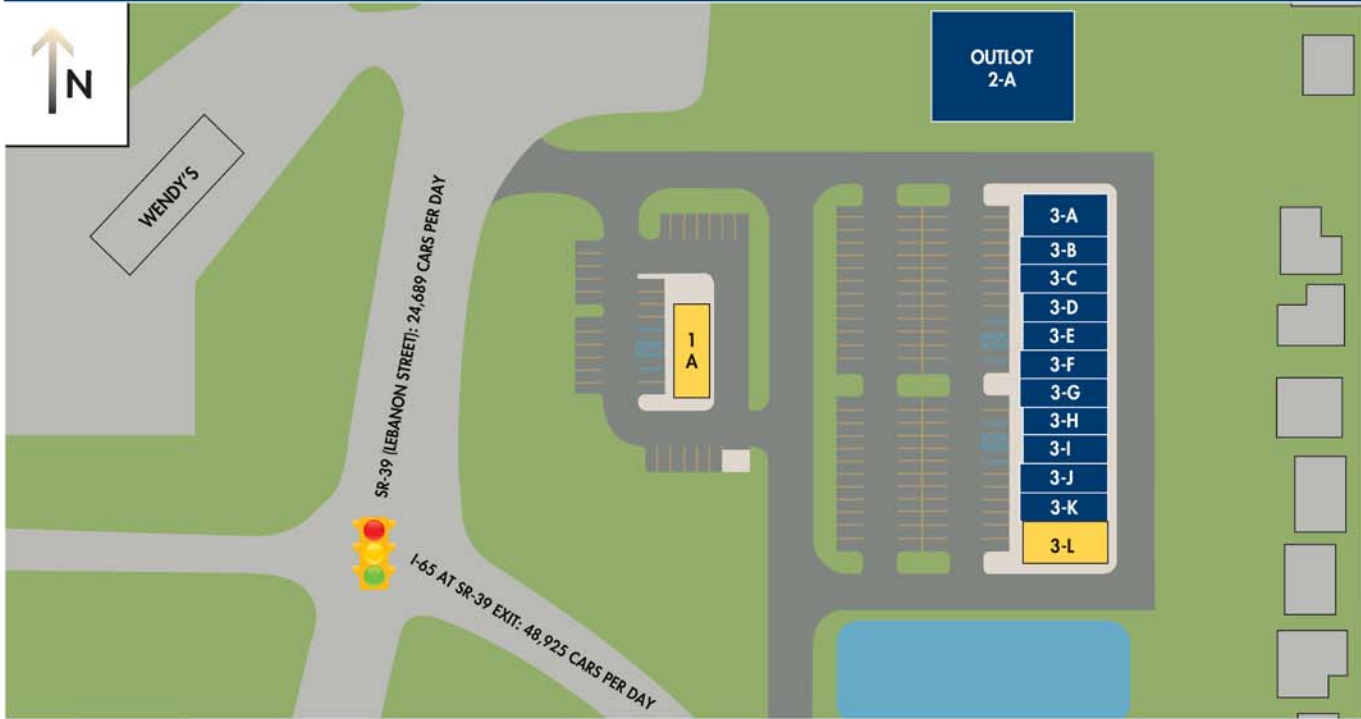 N
OUTLOT
2-A
WENDY'S
SR-39 (LEBANON STREET): 24,689 CARS PER DAY
1
A
3-A
3-B
3-C
3-D
3-E
3-F
3-G
3-H
3-I
3-J
3-K
3-L
I-65 AT SR-39 EXIT: 48,925 CARS PER DAY